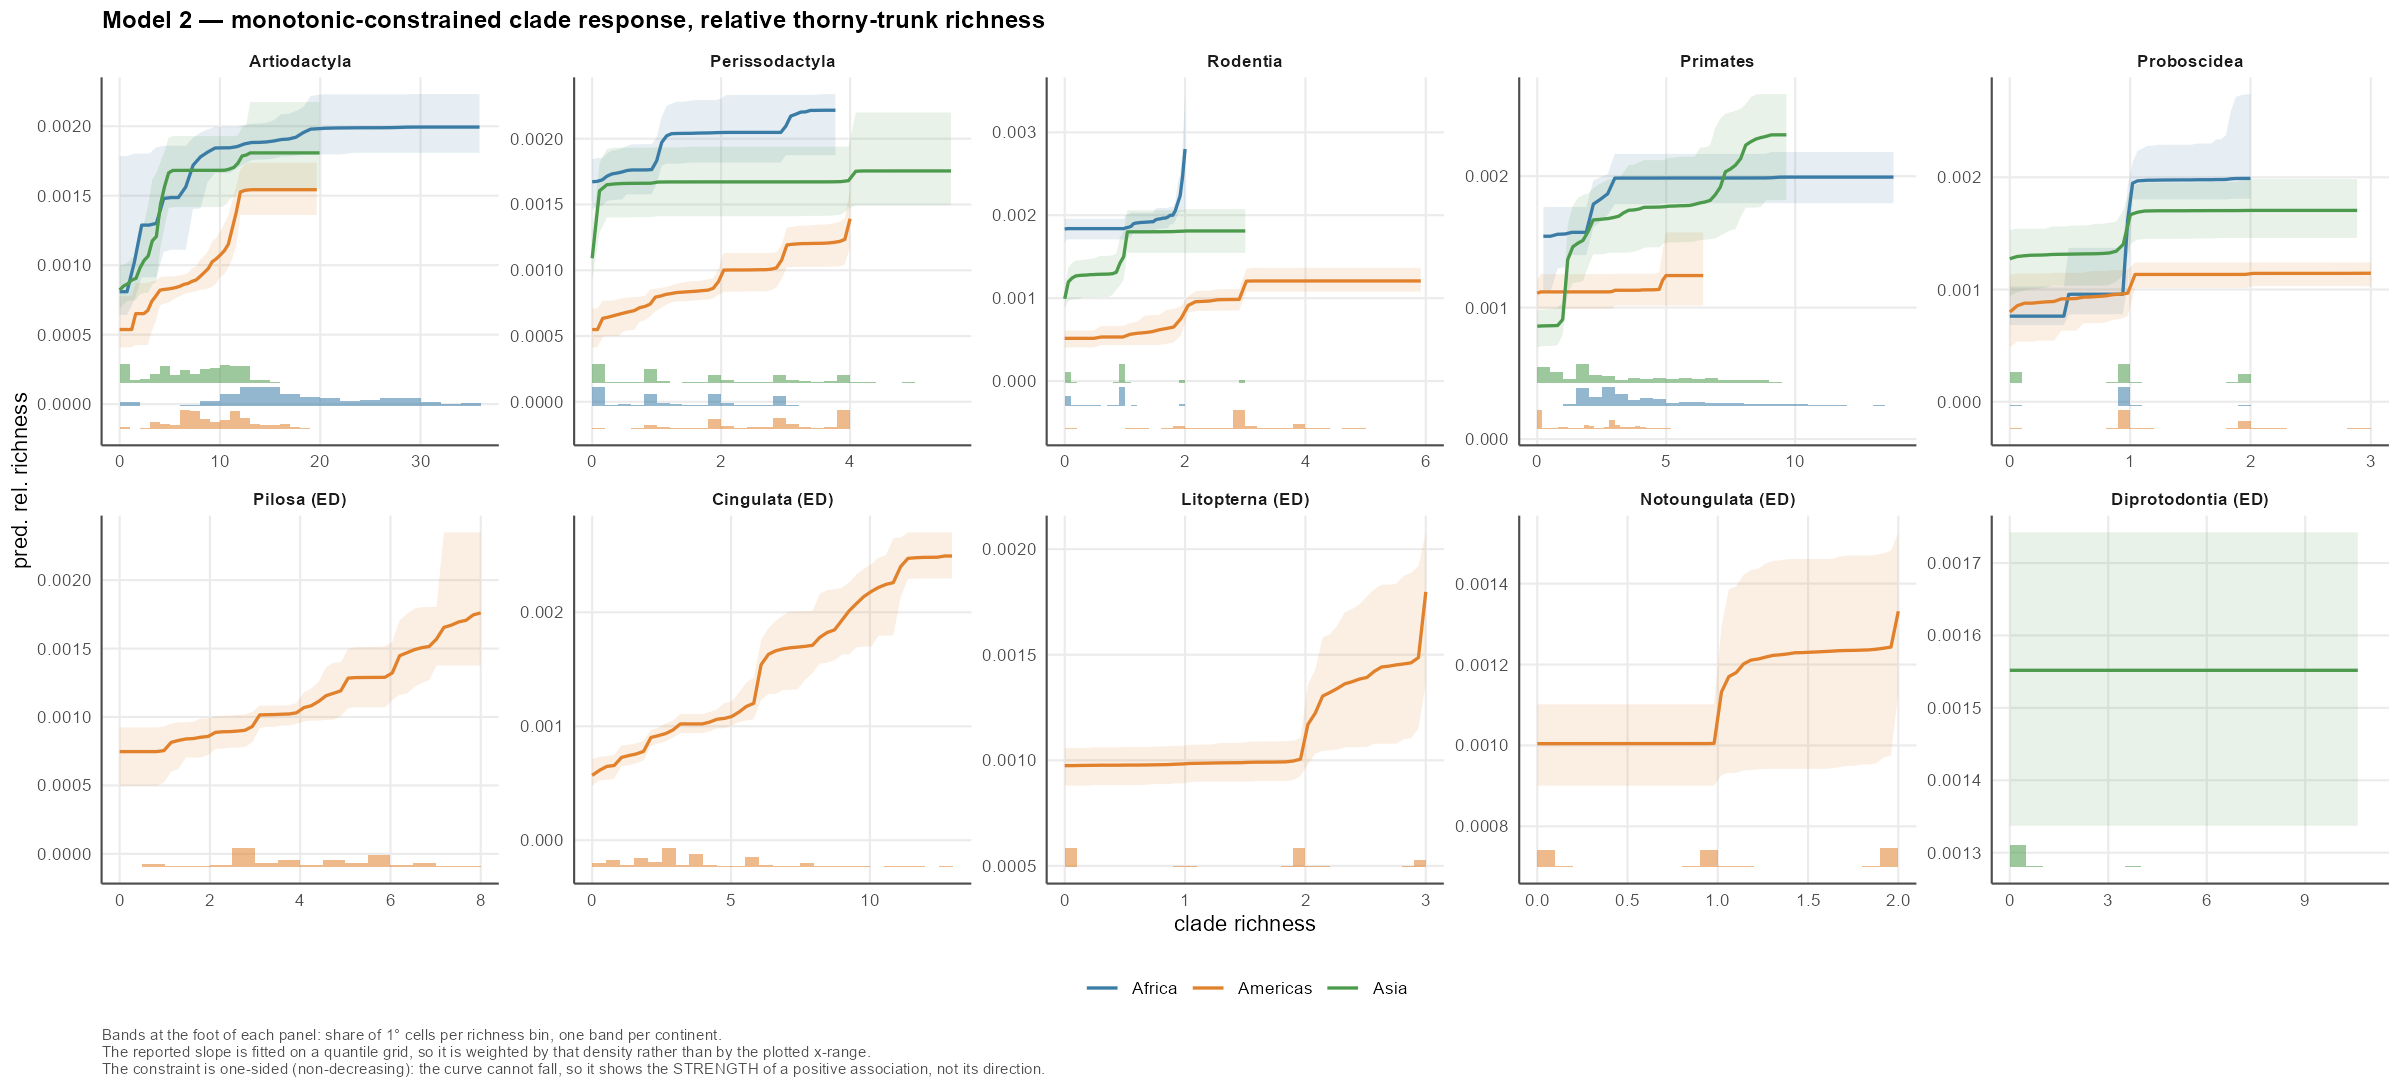 Model 2 — monotonic-constrained clade response, relative thorny-trunk richness
Artiodactyla
Perissodactyla
Rodentia
Primates
Proboscidea
0.0020
0.0015
0.0010
0.0005
0.0000
0 10 20 30
0.0020
0.0015
0.0010
0.0005
0.0000
0 2 4
0.003
0.002
0.001
0.000
0 2 4 6
0.002
0.001
0.000
0 5 10
0.002
0.001
0.000
0 1 2 3
pred. rel. richness
Pilosa (ED)
Cingulata (ED)
Litopterna (ED)
Notoungulata (ED)
Diprotodontia (ED)
0.0020
0.0015
0.0010
0.0005
0.0000
0 2 4 6 8
0.002
0.001
0.000
0 5 10
0.0020
0.0015
0.0010
0.0005
0 1 2 3
0.0014
0.0012
0.0010
0.0008
0.0 0.5 1.0 1.5 2.0
0.0017
0.0016
0.0015
0.0014
0.0013
0 3 6 9
clade richness
Africa Americas Asia
Bands at the foot of each panel: share of 1° cells per richness bin, one band per continent.
The reported slope is fitted on a quantile grid, so it is weighted by that density rather than by the plotted x-range.
The constraint is one-sided (non-decreasing): the curve cannot fall, so it shows the STRENGTH of a positive association, not its direction.